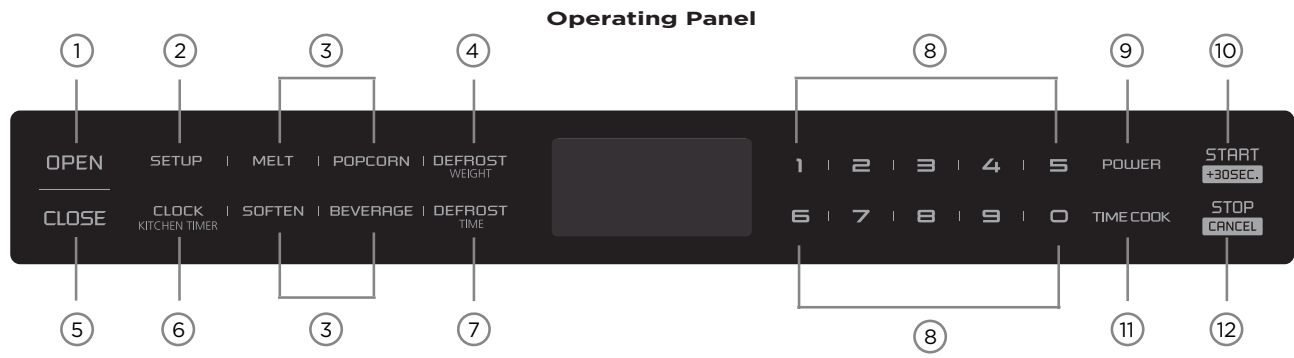 Operating Panel
1 2 3 4 8 9 10
OPEN SETUP MELT POPCORN DEFROST WEIGHT 1 2 3 4 5 POWER START +30SEC.
CLOSE CLOCK KITCHEN TIMER SOFTEN BEVERAGE DEFROST TIME 6 7 8 9 0 TIME COOK STOP CANCEL
5 6 3 7 8 11 12